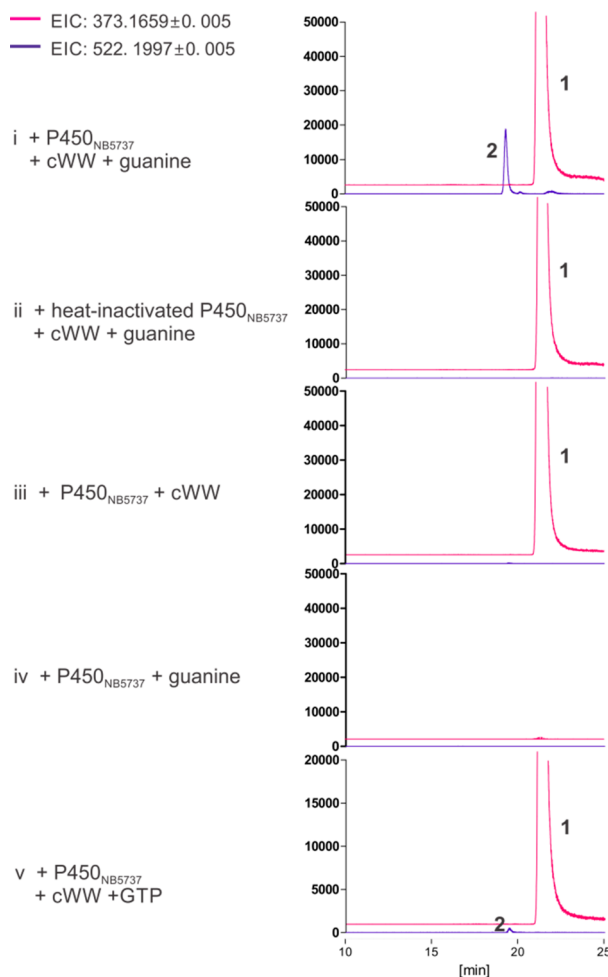 EIC: 373.1659±0. 005
EIC: 522. 1997±0. 005
i + P450NB5737
+ cWW + guanine
50000
40000
30000
20000
10000
0
2
1
ii + heat-inactivated P450NB5737
+ cWW + guanine
50000
40000
30000
20000
10000
0
1
iii + P450NB5737 + cWW
50000
40000
30000
20000
10000
0
1
iv + P450NB5737 + guanine
50000
40000
30000
20000
10000
0
v + P450NB5737
+ cWW +GTP
20000
15000
10000
5000
0
1
2
10 15 20 25
[min]